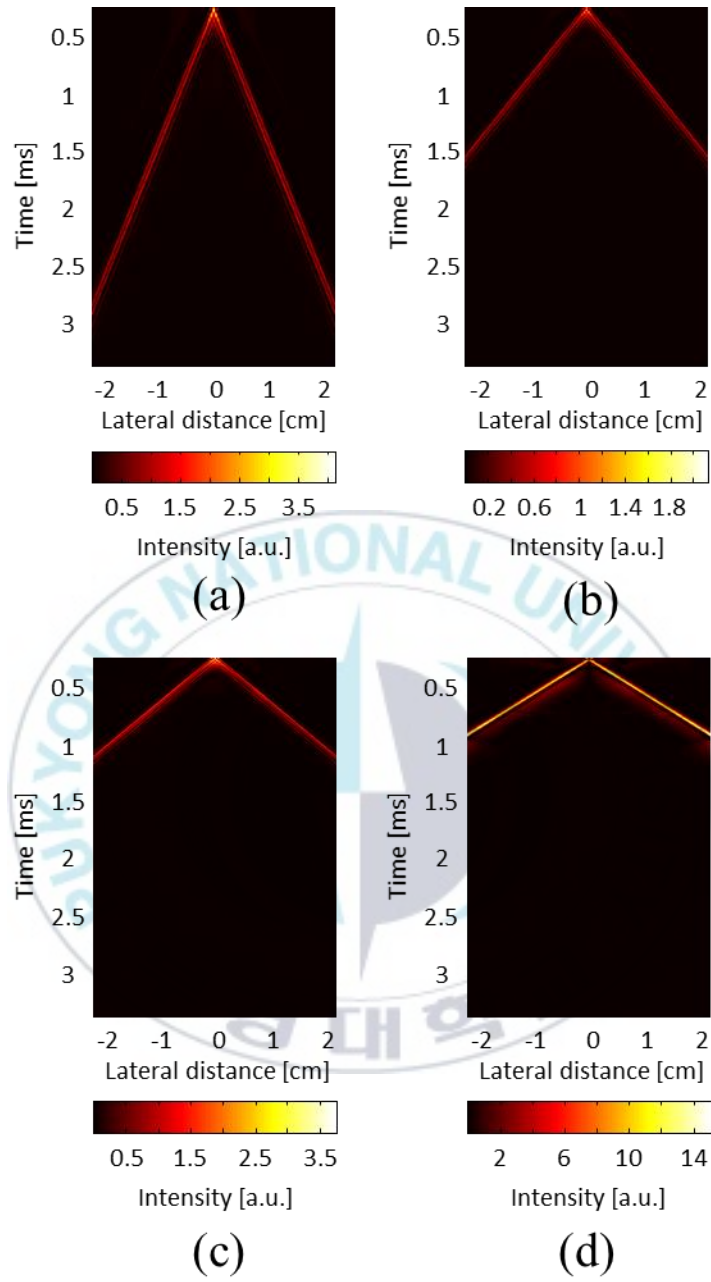 0.5
1
1.5
2
2.5
3
Time [ms]
-2 -1 0 1 2
Lateral distance [cm]
0.5 1.5 2.5 3.5
Intensity [a.u.]
(a)
0.5
1
1.5
2
2.5
3
Time [ms]
-2 -1 0 1 2
Lateral distance [cm]
0.2 0.6 1 1.4 1.8
Intensity [a.u.]
(b)
0.5
1
1.5
2
2.5
3
Time [ms]
-2 -1 0 1 2
Lateral distance [cm]
0.5 1.5 2.5 3.5
Intensity [a.u.]
(c)
0.5
1
1.5
2
2.5
3
Time [ms]
-2 -1 0 1 2
Lateral distance [cm]
2 6 10 14
Intensity [a.u.]
(d)
PUKYONG NATIONAL UNI
대